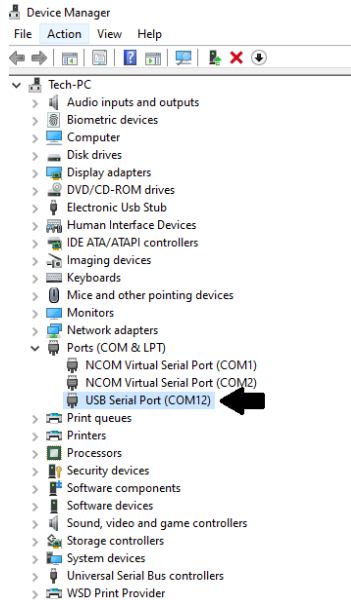 Device Manager
File Action View Help
Tech-PC
Audio inputs and outputs
Biometric devices
Computer
Disk drives
Display adapters
DVD/CD-ROM drives
Electronic Usb Stub
Human Interface Devices
IDE ATA/ATAPI controllers
Imaging devices
Keyboards
Mice and other pointing devices
Monitors
Network adapters
Ports (COM & LPT)
NCOM Virtual Serial Port (COM1)
NCOM Virtual Serial Port (COM2)
USB Serial Port (COM12)
Print queues
Printers
Processors
Security devices
Software components
Software devices
Sound, video and game controllers
Storage controllers
System devices
Universal Serial Bus controllers
WSD Print Provider